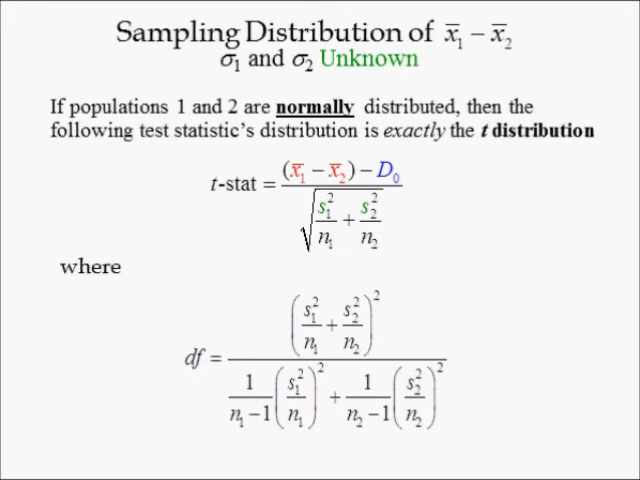 Sampling Distribution of x̄₁ − x̄₂
σ₁ and σ₂ Unknown
If populations 1 and 2 are normally distributed, then the
following test statistic's distribution is exactly the t distribution
t-stat = ((x̄₁ − x̄₂) − D₀) / √(s₁²/n₁ + s₂²/n₂)
where
df = (s₁²/n₁ + s₂²/n₂)² / (1/(n₁ − 1) (s₁²/n₁)² + 1/(n₂ − 1) (s₂²/n₂)²)